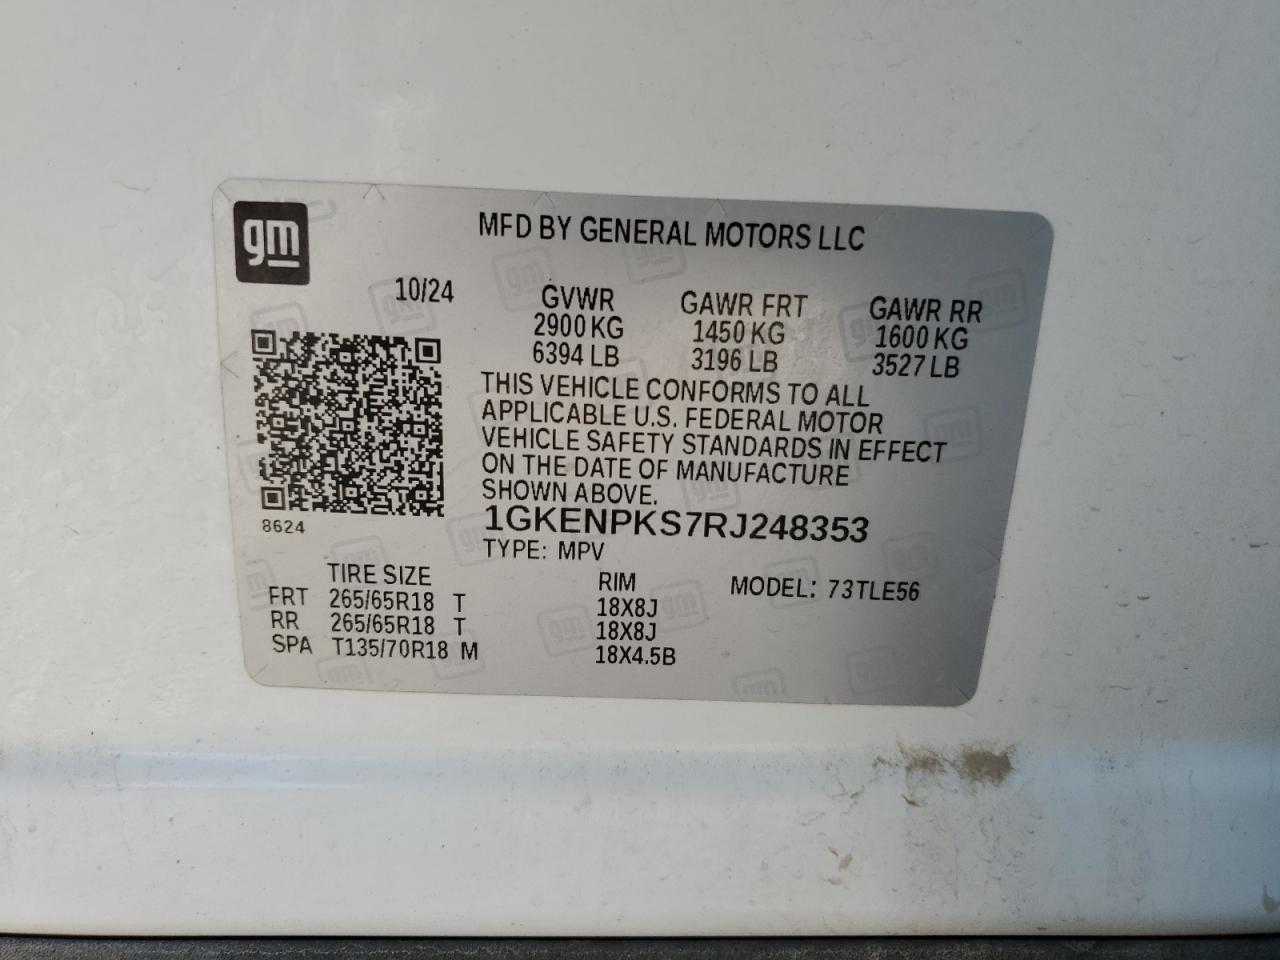 gm
MFD BY GENERAL MOTORS LLC
10/24
GVWR GAWR FRT GAWR RR
2900 KG 1450 KG 1600 KG
6394 LB 3196 LB 3527 LB
THIS VEHICLE CONFORMS TO ALL
APPLICABLE U.S. FEDERAL MOTOR
VEHICLE SAFETY STANDARDS IN EFFECT
ON THE DATE OF MANUFACTURE
SHOWN ABOVE.
8624
1GKENPKS7RJ248353
TYPE: MPV
TIRE SIZE RIM MODEL: 73TLE56
FRT 265/65R18 T 18X8J
RR 265/65R18 T 18X8J
SPA T135/70R18 M 18X4.5B